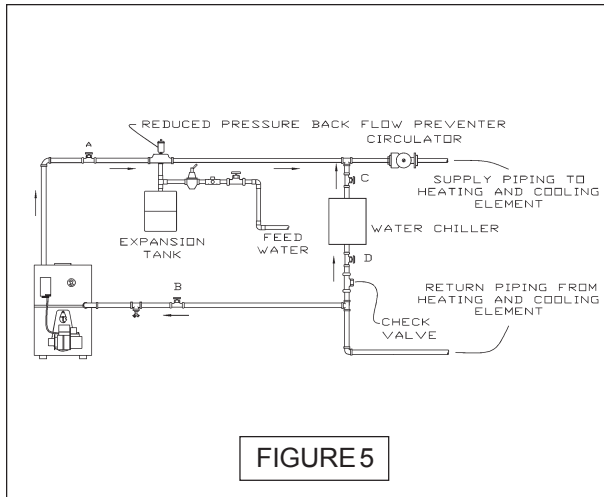 REDUCED PRESSURE BACK FLOW PREVENTER
CIRCULATOR
A
C
SUPPLY PIPING TO
HEATING AND COOLING
ELEMENT
EXPANSION
TANK
FEED
WATER
WATER CHILLER
D
B
RETURN PIPING FROM
HEATING AND COOLING
ELEMENT
CHECK
VALVE
FIGURE 5